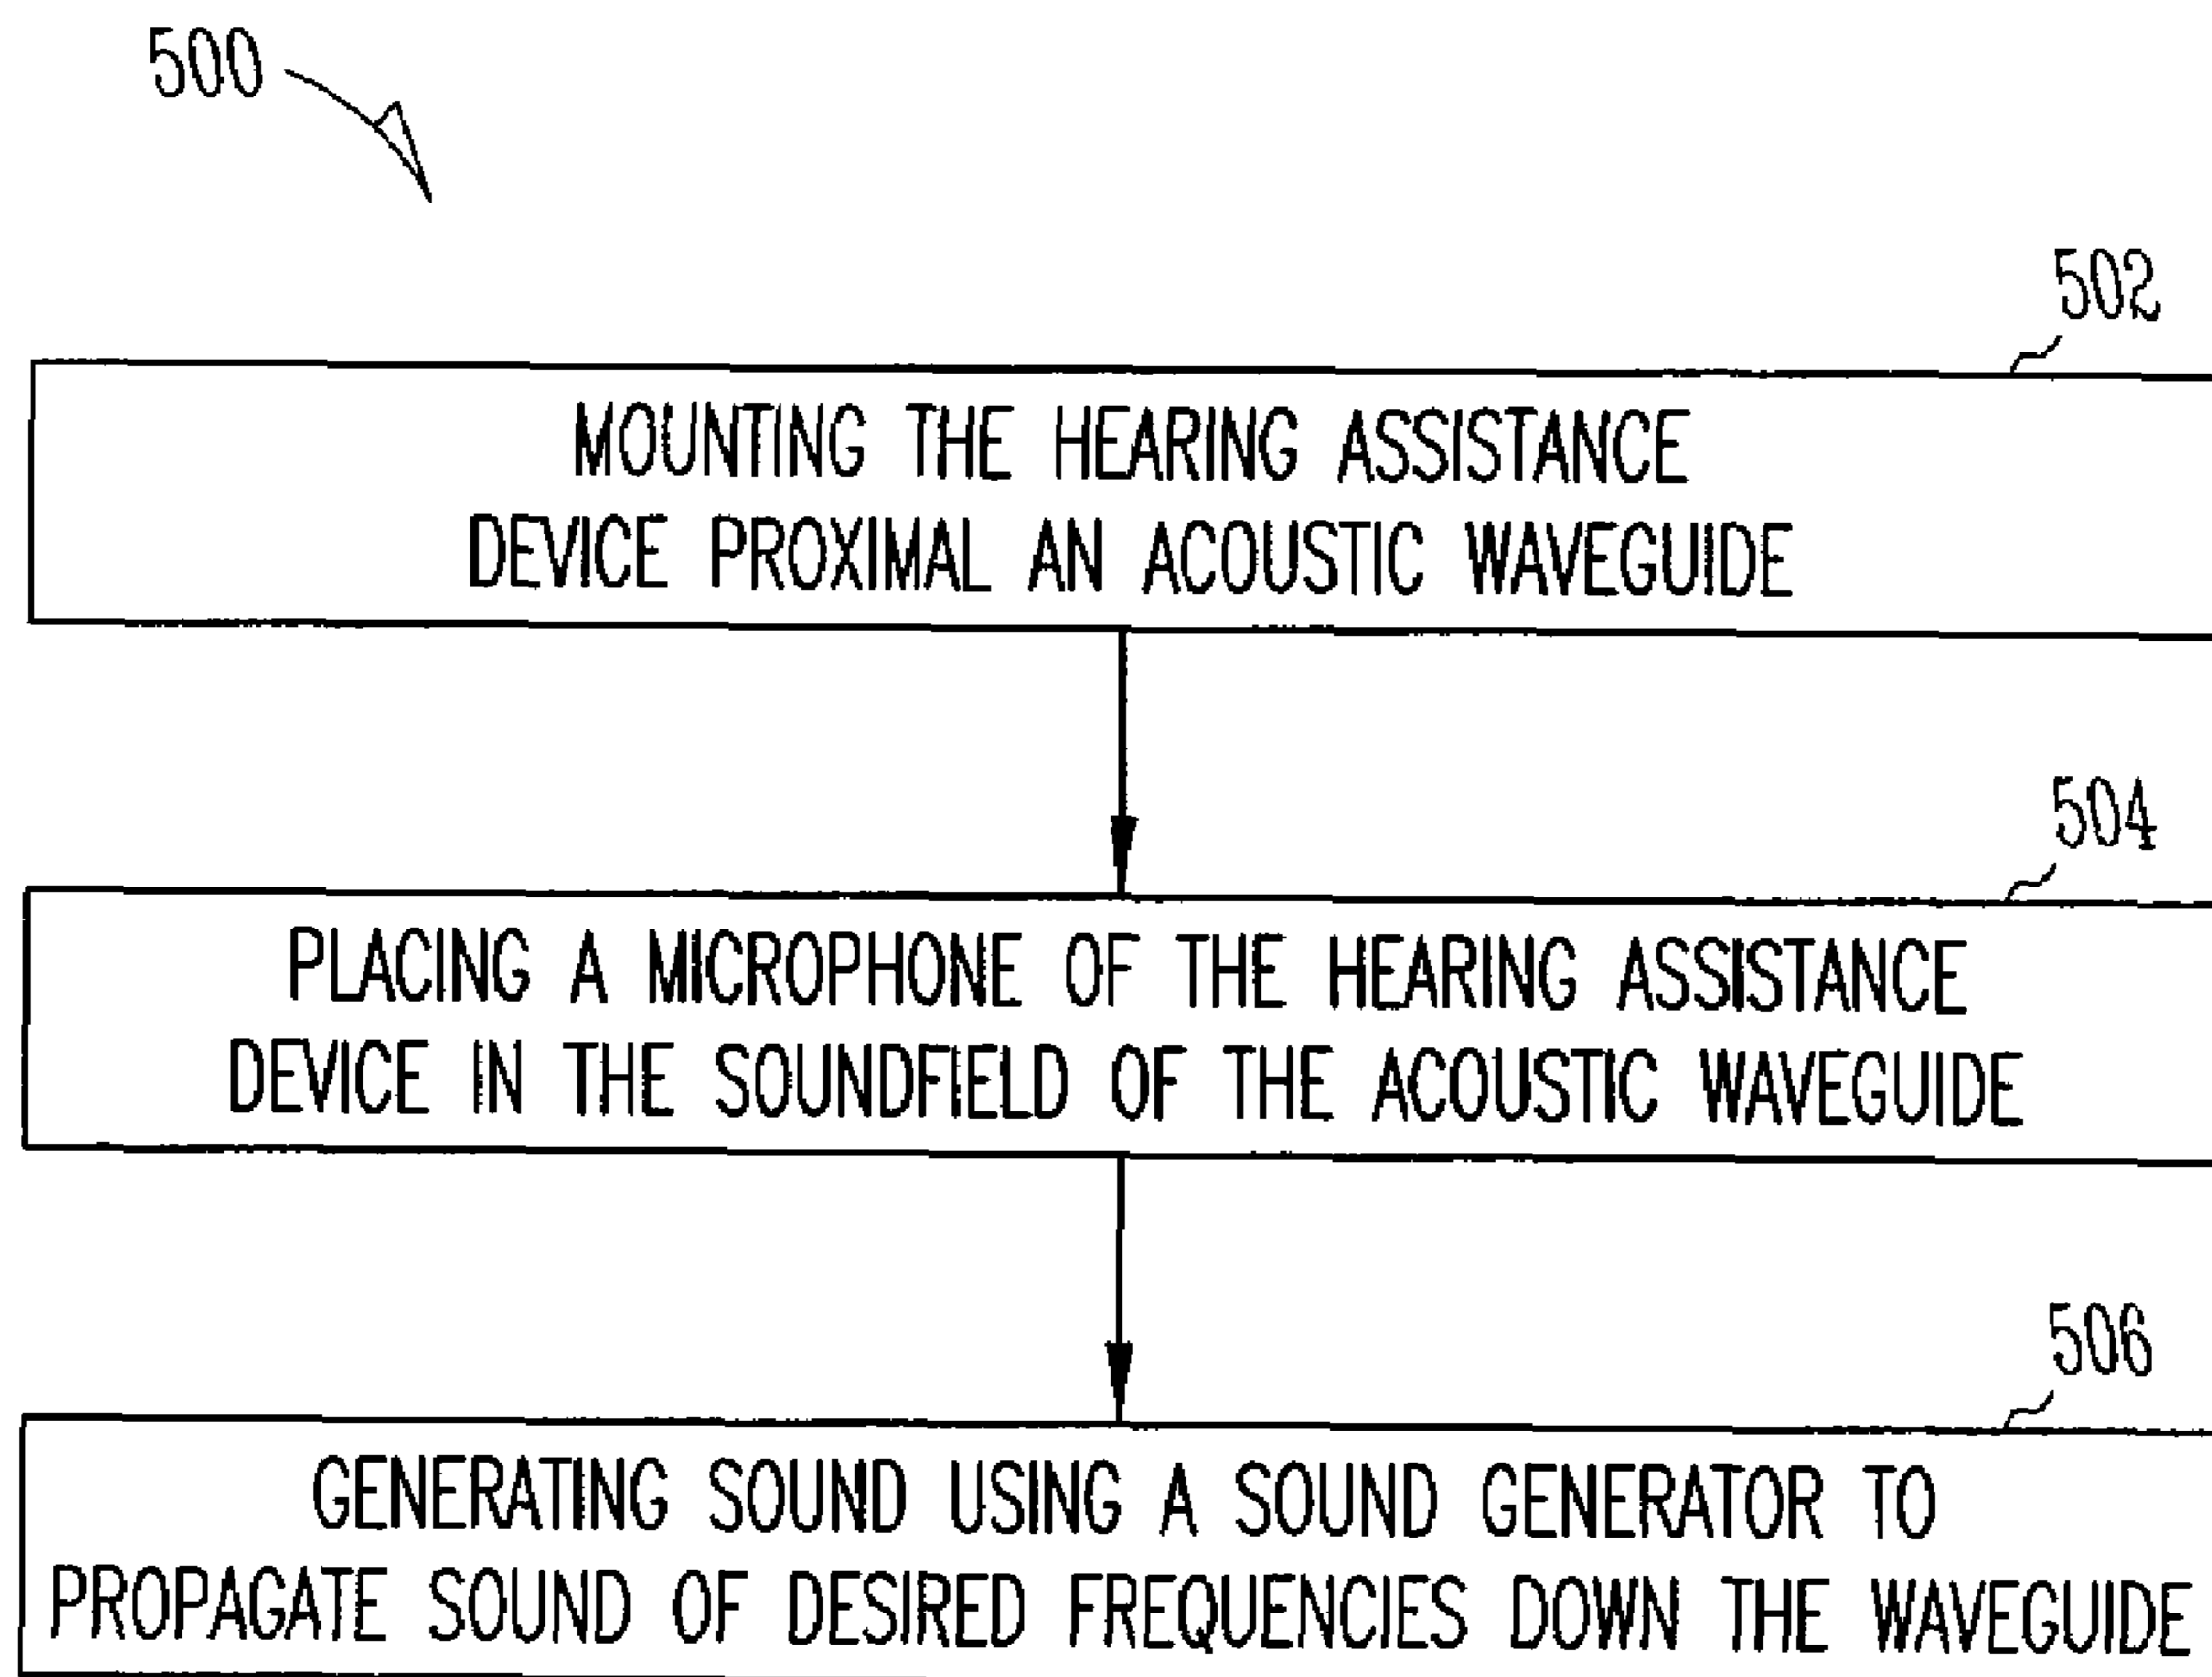 500
502
MOUNTING THE HEARING ASSISTANCE
DEVICE PROXIMAL AN ACOUSTIC WAVEGUIDE
504
PLACING A MICROPHONE OF THE HEARING ASSISTANCE
DEVICE IN THE SOUNDFIELD OF THE ACOUSTIC WAVEGUIDE
506
GENERATING SOUND USING A SOUND GENERATOR TO
PROPAGATE SOUND OF DESIRED FREQUENCIES DOWN THE WAVEGUIDE